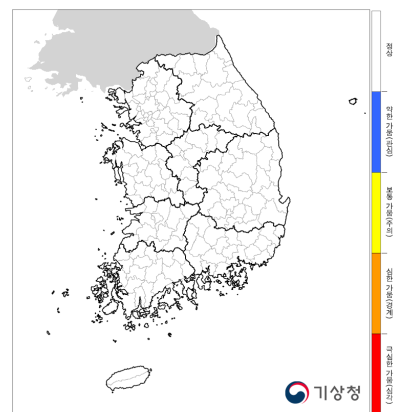 정상
약한 가뭄(관심)
보통 가뭄(주의)
심한 가뭄(경계)
극심한 가뭄(심각)
기상청